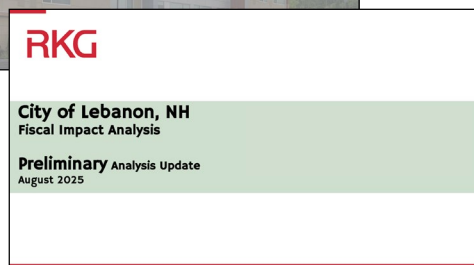 RKG
City of Lebanon, NH
Fiscal Impact Analysis
Preliminary Analysis Update
August 2025